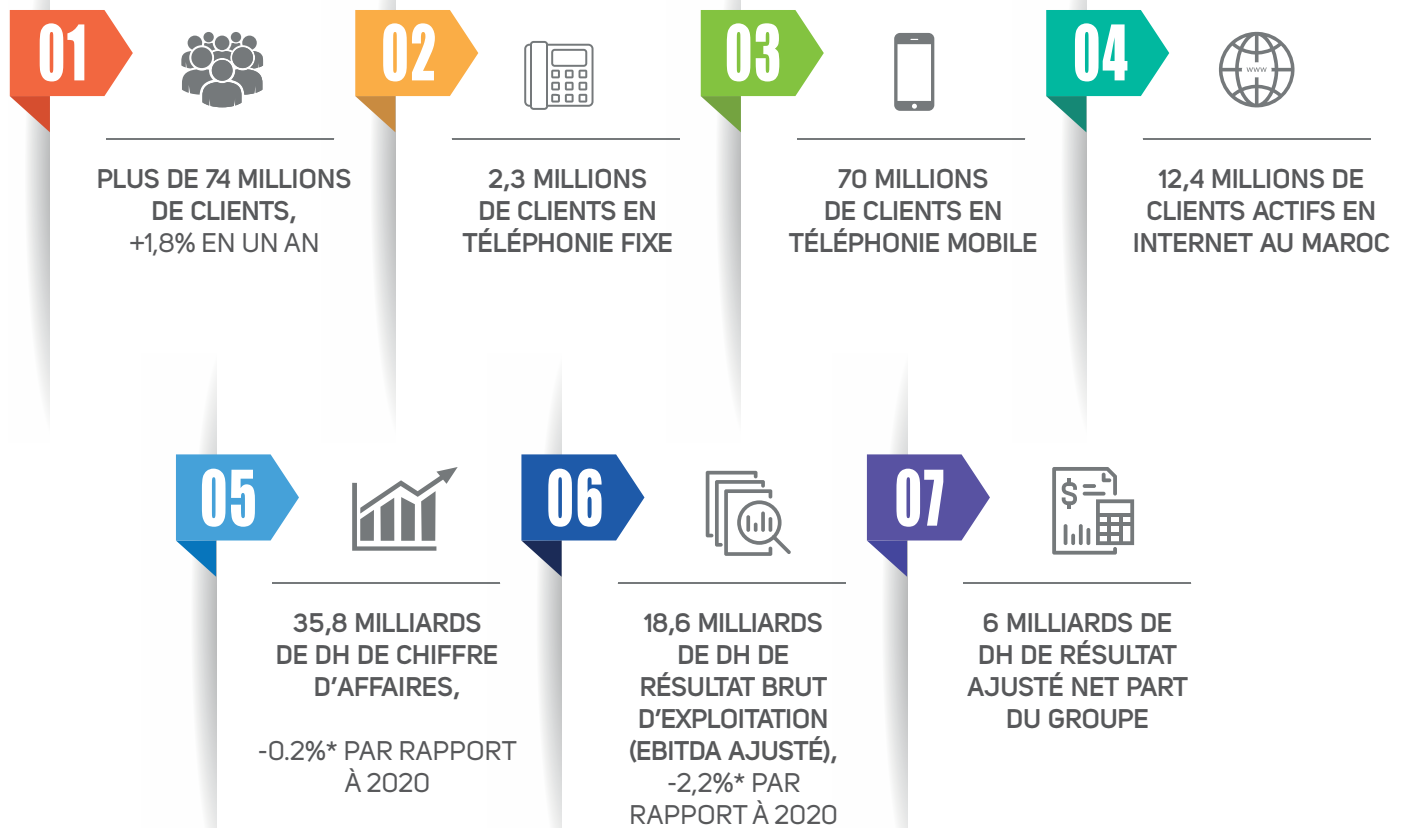 01
PLUS DE 74 MILLIONS
DE CLIENTS,
+1,8% EN UN AN
02
2,3 MILLIONS
DE CLIENTS EN
TÉLÉPHONIE FIXE
03
70 MILLIONS
DE CLIENTS EN
TÉLÉPHONIE MOBILE
04
www
12,4 MILLIONS DE
CLIENTS ACTIFS EN
INTERNET AU MAROC
05
35,8 MILLIARDS
DE DH DE CHIFFRE
D’AFFAIRES,
-0.2%* PAR RAPPORT
À 2020
06
18,6 MILLIARDS
DE DH DE
RÉSULTAT BRUT
D’EXPLOITATION
(EBITDA AJUSTÉ),
-2,2%* PAR
RAPPORT À 2020
07
$
6 MILLIARDS DE
DH DE RÉSULTAT
AJUSTÉ NET PART
DU GROUPE